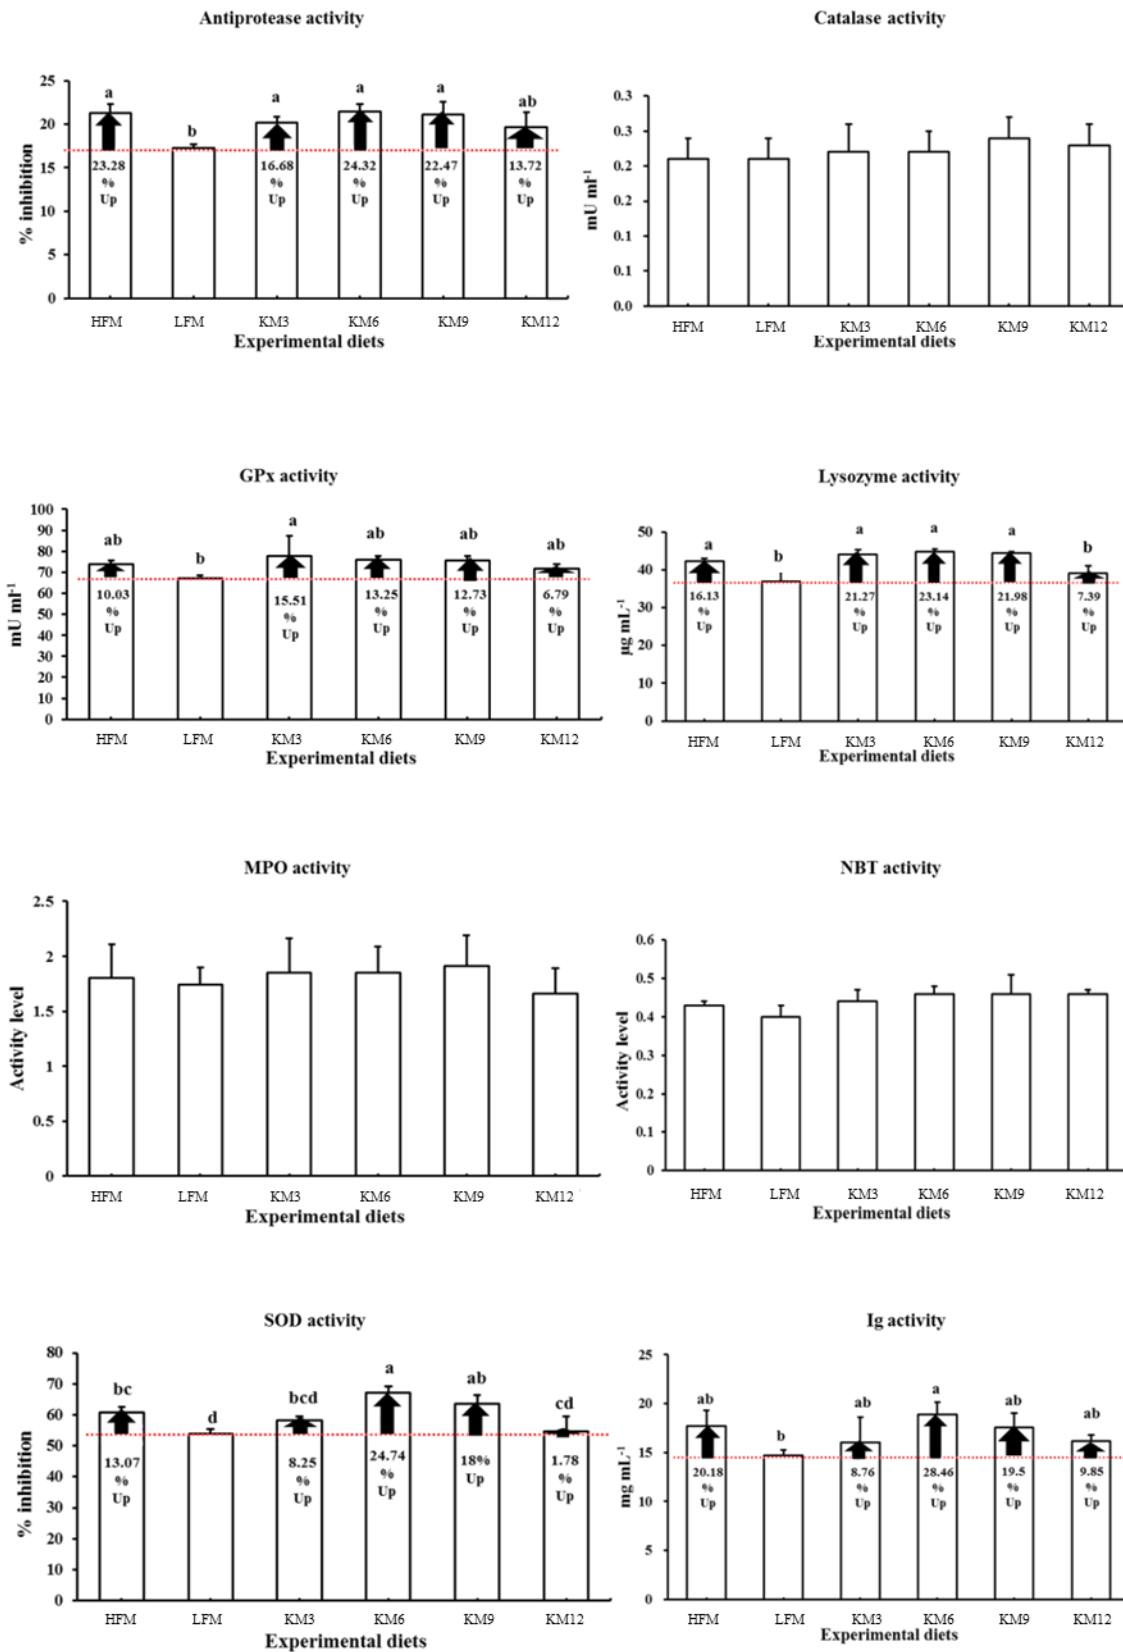 Antiprotease activity
25
20
15
10
5
0
% inhibition
a
b
a
a
a
ab
23.28
%
Up
16.68
%
Up
24.32
%
Up
22.47
%
Up
13.72
%
Up
HFM LFM KM3 KM6 KM9 KM12
Experimental diets
Catalase activity
0.3
0.3
0.2
0.2
0.1
0.1
0.0
mU ml⁻¹
HFM LFM KM3 KM6 KM9 KM12
Experimental diets
GPx activity
100
90
80
70
60
50
40
30
20
10
0
mU ml⁻¹
ab
b
a
ab
ab
ab
10.03
%
Up
15.51
%
Up
13.25
%
Up
12.73
%
Up
6.79
%
Up
HFM LFM KM3 KM6 KM9 KM12
Experimental diets
Lysozyme activity
50
40
30
20
10
0
µg mL⁻¹
a
b
a
a
a
b
16.13
%
Up
21.27
%
Up
23.14
%
Up
21.98
%
Up
7.39
%
Up
HFM LFM KM3 KM6 KM9 KM12
Experimental diets
MPO activity
2.5
2
1.5
1
0.5
0
Activity level
HFM LFM KM3 KM6 KM9 KM12
Experimental diets
NBT activity
0.6
0.5
0.4
0.3
0.2
0.1
0
Activity level
HFM LFM KM3 KM6 KM9 KM12
Experimental diets
SOD activity
80
70
60
50
40
30
20
10
0
% inhibition
bc
d
bcd
a
ab
cd
13.07
%
Up
8.25
%
Up
24.74
%
Up
18%
Up
1.78
%
Up
HFM LFM KM3 KM6 KM9 KM12
Experimental diets
Ig activity
25
20
15
10
5
0
mg mL⁻¹
ab
b
ab
a
ab
ab
20.18
%
Up
8.76
%
Up
28.46
%
Up
19.5
%
Up
9.85
%
Up
HFM LFM KM3 KM6 KM9 KM12
Experimental diets